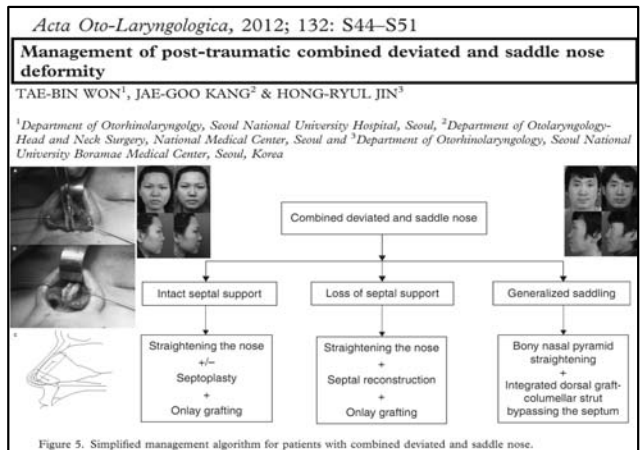 Acta Oto-Laryngologica, 2012; 132: S44–S51
Management of post-traumatic combined deviated and saddle nose
deformity
TAE-BIN WON¹, JAE-GOO KANG² & HONG-RYUL JIN³
¹Department of Otorhinolaryngolgy, Seoul National University Hospital, Seoul, ²Department of Otolaryngology-
Head and Neck Surgery, National Medical Center, Seoul and ³Department of Otorhinolaryngology, Seoul National
University Boramae Medical Center, Seoul, Korea
Combined deviated and saddle nose
Intact septal support
Loss of septal support
Generalized saddling
Straightening the nose
+/−
Septoplasty
+
Onlay grafting
Straightening the nose
+
Septal reconstruction
+
Onlay grafting
Bony nasal pyramid
straightening
+
Integrated dorsal graft-
columellar strut
bypassing the septum
Figure 5. Simplified management algorithm for patients with combined deviated and saddle nose.